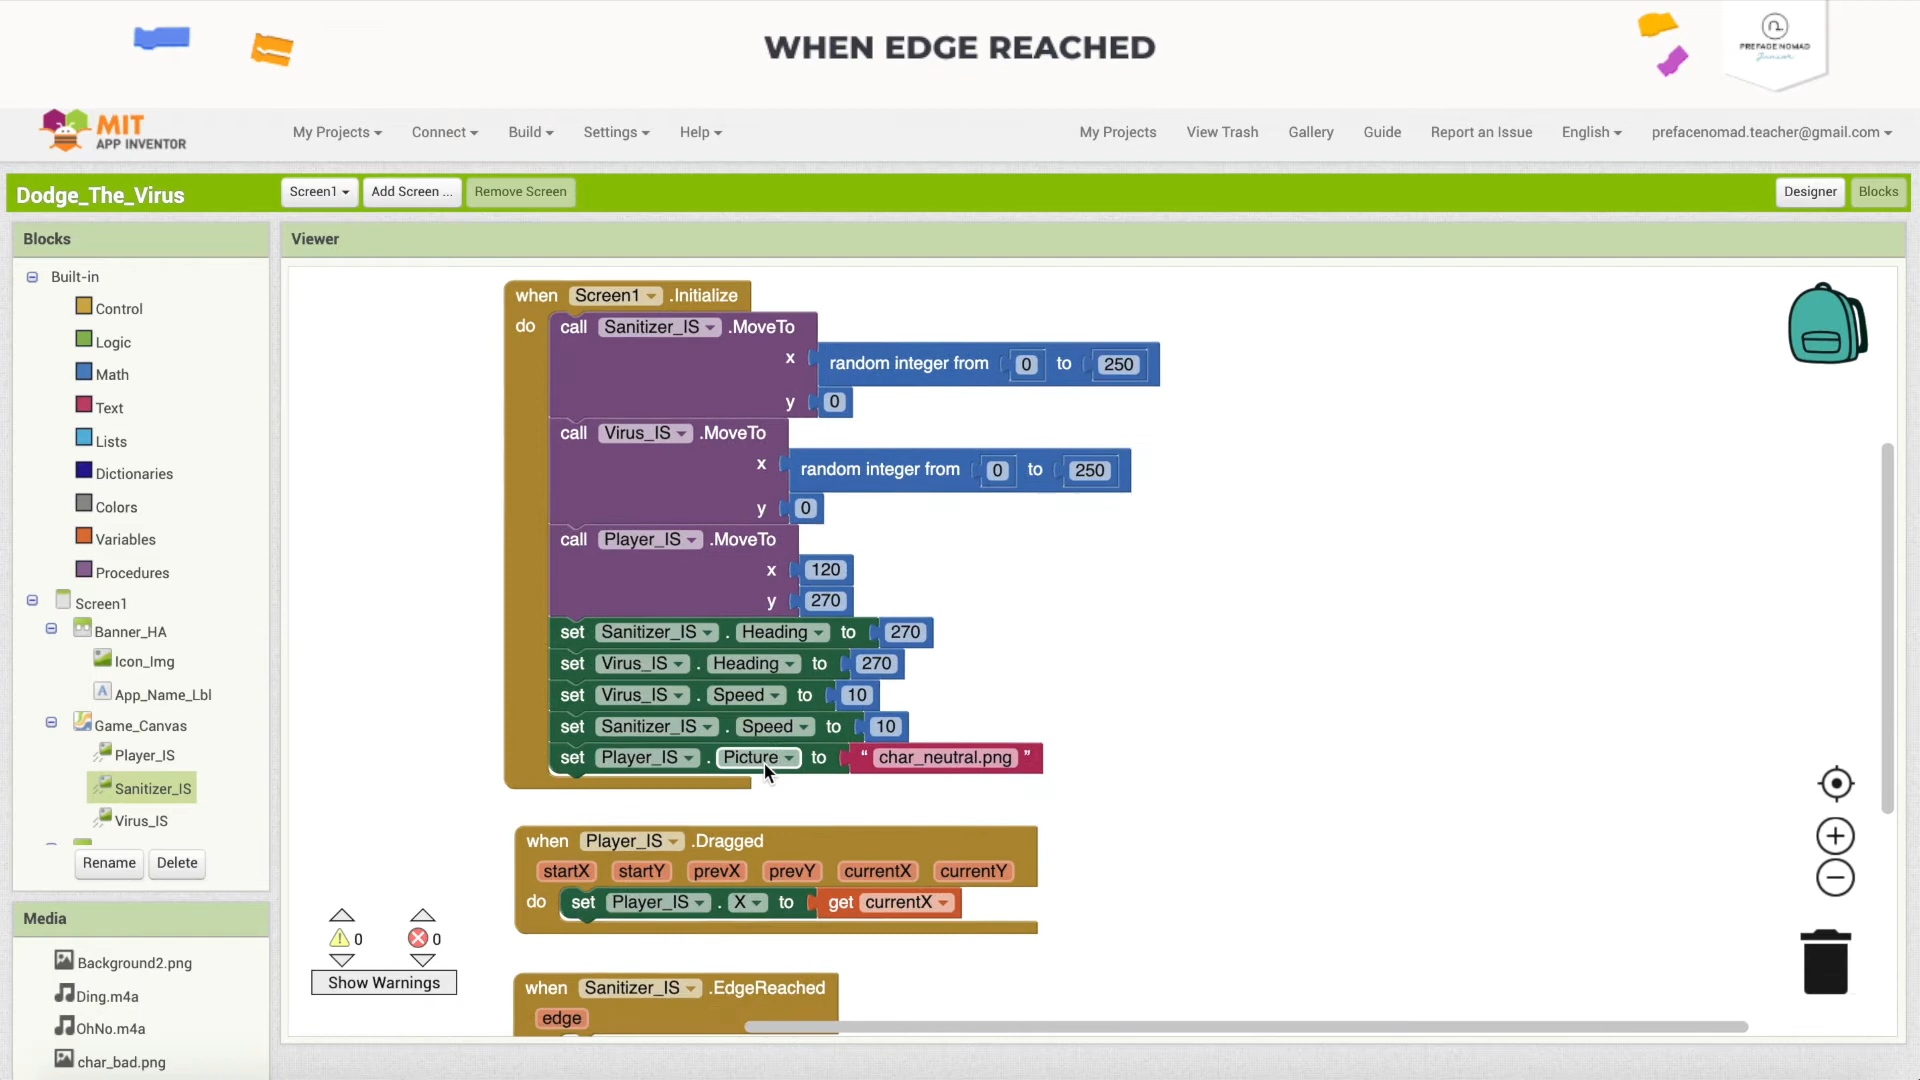 WHEN EDGE REACHED
PREFACE NOMAD
Junior
MIT
APP INVENTOR
My Projects Connect Build Settings Help My Projects View Trash Gallery Guide Report an Issue English prefacenomad.teacher@gmail.com
Dodge_The_Virus Screen1 Add Screen ... Remove Screen Designer Blocks
Blocks
Built-in
Control
Logic
Math
Text
Lists
Dictionaries
Colors
Variables
Procedures
Screen1
Banner_HA
Icon_Img
A App_Name_Lbl
Game_Canvas
Player_IS
Sanitizer_IS
Virus_IS
Rename Delete
Media
Background2.png
Ding.m4a
OhNo.m4a
char_bad.png
Viewer
when Screen1 .Initialize
do call Sanitizer_IS .MoveTo
x random integer from 0 to 250
y 0
call Virus_IS .MoveTo
x random integer from 0 to 250
y 0
call Player_IS .MoveTo
x 120
y 270
set Sanitizer_IS . Heading to 270
set Virus_IS . Heading to 270
set Virus_IS . Speed to 10
set Sanitizer_IS . Speed to 10
set Player_IS . Picture to “ char_neutral.png ”
when Player_IS .Dragged
startX startY prevX prevY currentX currentY
do set Player_IS . X to get currentX
when Sanitizer_IS .EdgeReached
edge
0 0
Show Warnings